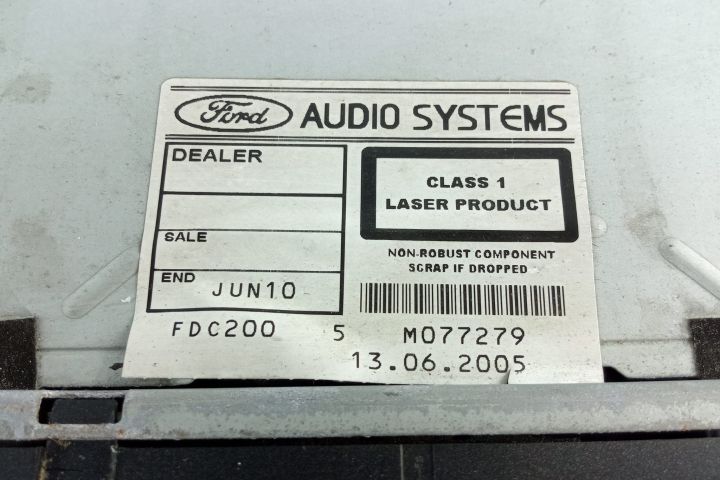 Ford AUDIO SYSTEMS
DEALER
SALE
END JUN10
CLASS 1
LASER PRODUCT
NON-ROBUST COMPONENT
SCRAP IF DROPPED
FDC200 5 M077279
13.06.2005